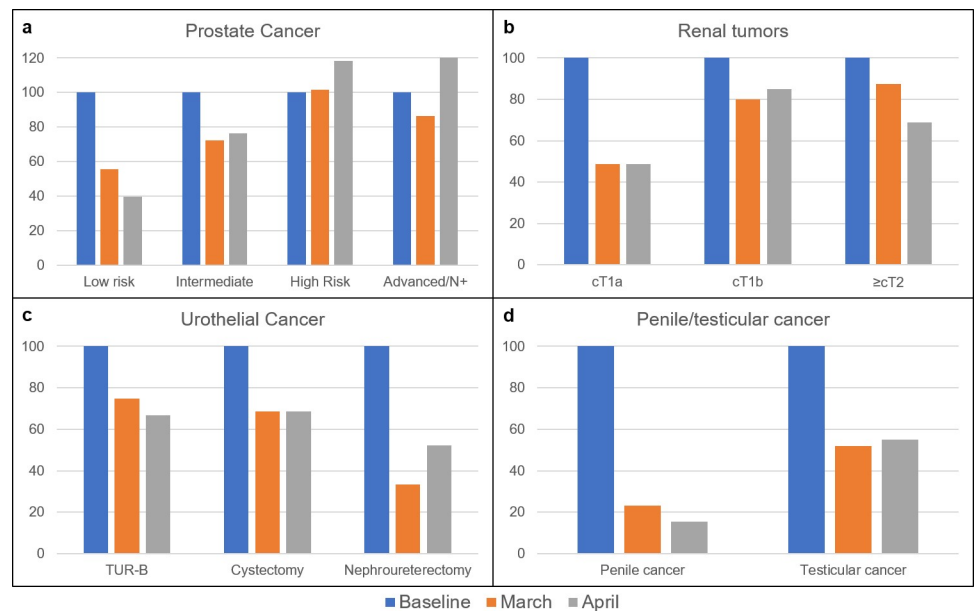 a
Prostate Cancer
120
100
80
60
40
20
0
Low risk Intermediate High Risk Advanced/N+
b
Renal tumors
100
80
60
40
20
0
cT1a cT1b ≥cT2
c
Urothelial Cancer
100
80
60
40
20
0
TUR-B Cystectomy Nephroureterectomy
d
Penile/testicular cancer
100
80
60
40
20
0
Penile cancer Testicular cancer
Baseline March April